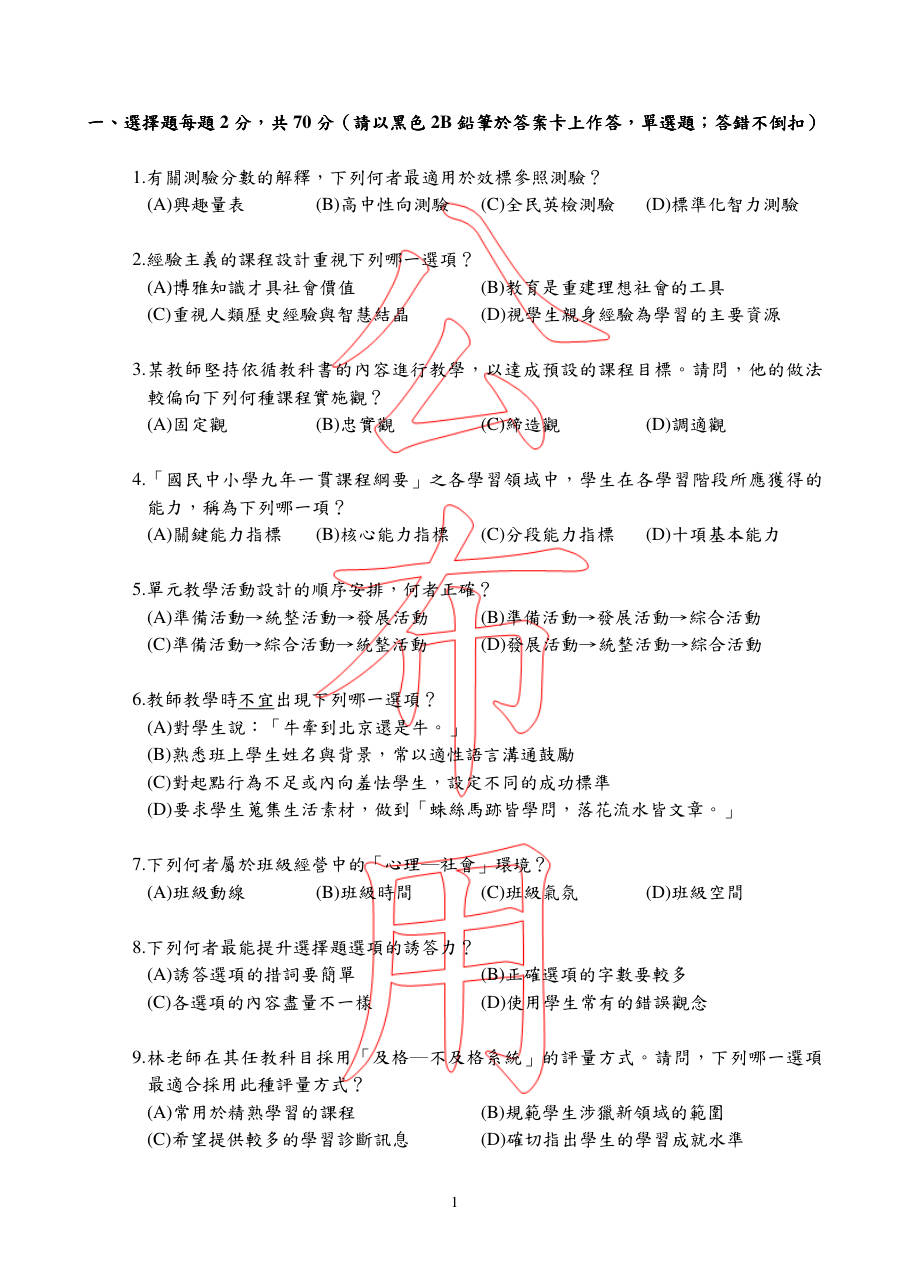 一、選擇題每題 2 分，共 70 分（請以黑色 2B 鉛筆於答案卡上作答，單選題；答錯不倒扣）
1.有關測驗分數的解釋，下列何者最適用於效標參照測驗？
(A)興趣量表 (B)高中性向測驗 (C)全民英檢測驗 (D)標準化智力測驗
2.經驗主義的課程設計重視下列哪一選項？
(A)博雅知識才具社會價值 (B)教育是重建理想社會的工具
(C)重視人類歷史經驗與智慧結晶 (D)視學生親身經驗為學習的主要資源
3.某教師堅持依循教科書的內容進行教學，以達成預設的課程目標。請問，他的做法
較偏向下列何種課程實施觀？
(A)固定觀 (B)忠實觀 (C)締造觀 (D)調適觀
4.「國民中小學九年一貫課程綱要」之各學習領域中，學生在各學習階段所應獲得的
能力，稱為下列哪一項？
(A)關鍵能力指標 (B)核心能力指標 (C)分段能力指標 (D)十項基本能力
5.單元教學活動設計的順序安排，何者正確？
(A)準備活動→統整活動→發展活動 (B)準備活動→發展活動→綜合活動
(C)準備活動→綜合活動→統整活動 (D)發展活動→統整活動→綜合活動
6.教師教學時不宜出現下列哪一選項？
(A)對學生說：「牛牽到北京還是牛。」
(B)熟悉班上學生姓名與背景，常以適性語言溝通鼓勵
(C)對起點行為不足或內向羞怯學生，設定不同的成功標準
(D)要求學生蒐集生活素材，做到「蛛絲馬跡皆學問，落花流水皆文章。」
7.下列何者屬於班級經營中的「心理—社會」環境？
(A)班級動線 (B)班級時間 (C)班級氣氛 (D)班級空間
8.下列何者最能提升選擇題選項的誘答力？
(A)誘答選項的措詞要簡單 (B)正確選項的字數要較多
(C)各選項的內容盡量不一樣 (D)使用學生常有的錯誤觀念
9.林老師在其任教科目採用「及格—不及格系統」的評量方式。請問，下列哪一選項
最適合採用此種評量方式？
(A)常用於精熟學習的課程 (B)規範學生涉獵新領域的範圍
(C)希望提供較多的學習診斷訊息 (D)確切指出學生的學習成就水準
1
公布用